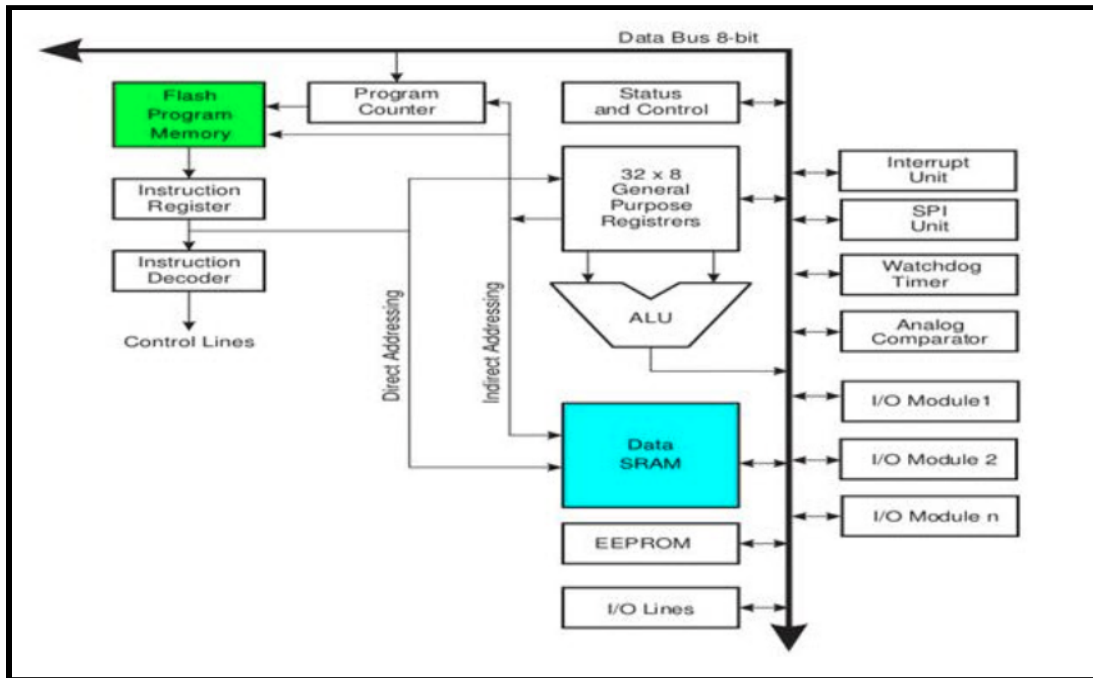 Data Bus 8-bit
Flash
Program
Memory
Program
Counter
Status
and Control
Interrupt
Unit
32 x 8
General
Purpose
Registrers
Instruction
Register
SPI
Unit
Instruction
Decoder
Watchdog
Timer
Control Lines
Direct Addressing
Indirect Addressing
ALU
Analog
Comparator
I/O Module1
Data
SRAM
I/O Module 2
I/O Module n
EEPROM
I/O Lines